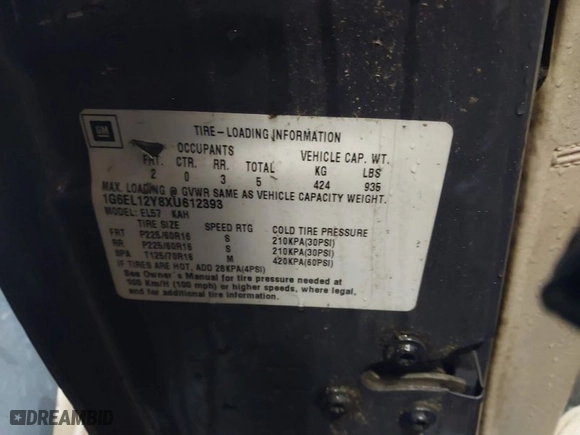 GM
TIRE-LOADING INFORMATION
OCCUPANTS VEHICLE CAP. WT.
FRT. CTR. RR. TOTAL KG LBS
2 0 3 5 424 935
MAX. LOADING @ GVWR SAME AS VEHICLE CAPACITY WEIGHT.
1G6EL12Y8XU612393
MODEL: EL57 KAH
TIRE SIZE SPEED RTG COLD TIRE PRESSURE
FRT P225/60R16 S 210KPA(30PSI)
RR P225/60R16 S 210KPA(30PSI)
SPA T125/70R16 M 420KPA(60PSI)
IF TIRES ARE HOT, ADD 28KPA(4PSI)
See Owner's Manual for tire pressure needed at
160 Km/H (100 mph) or higher speeds, where legal,
and for additional tire information.
DREAMBID